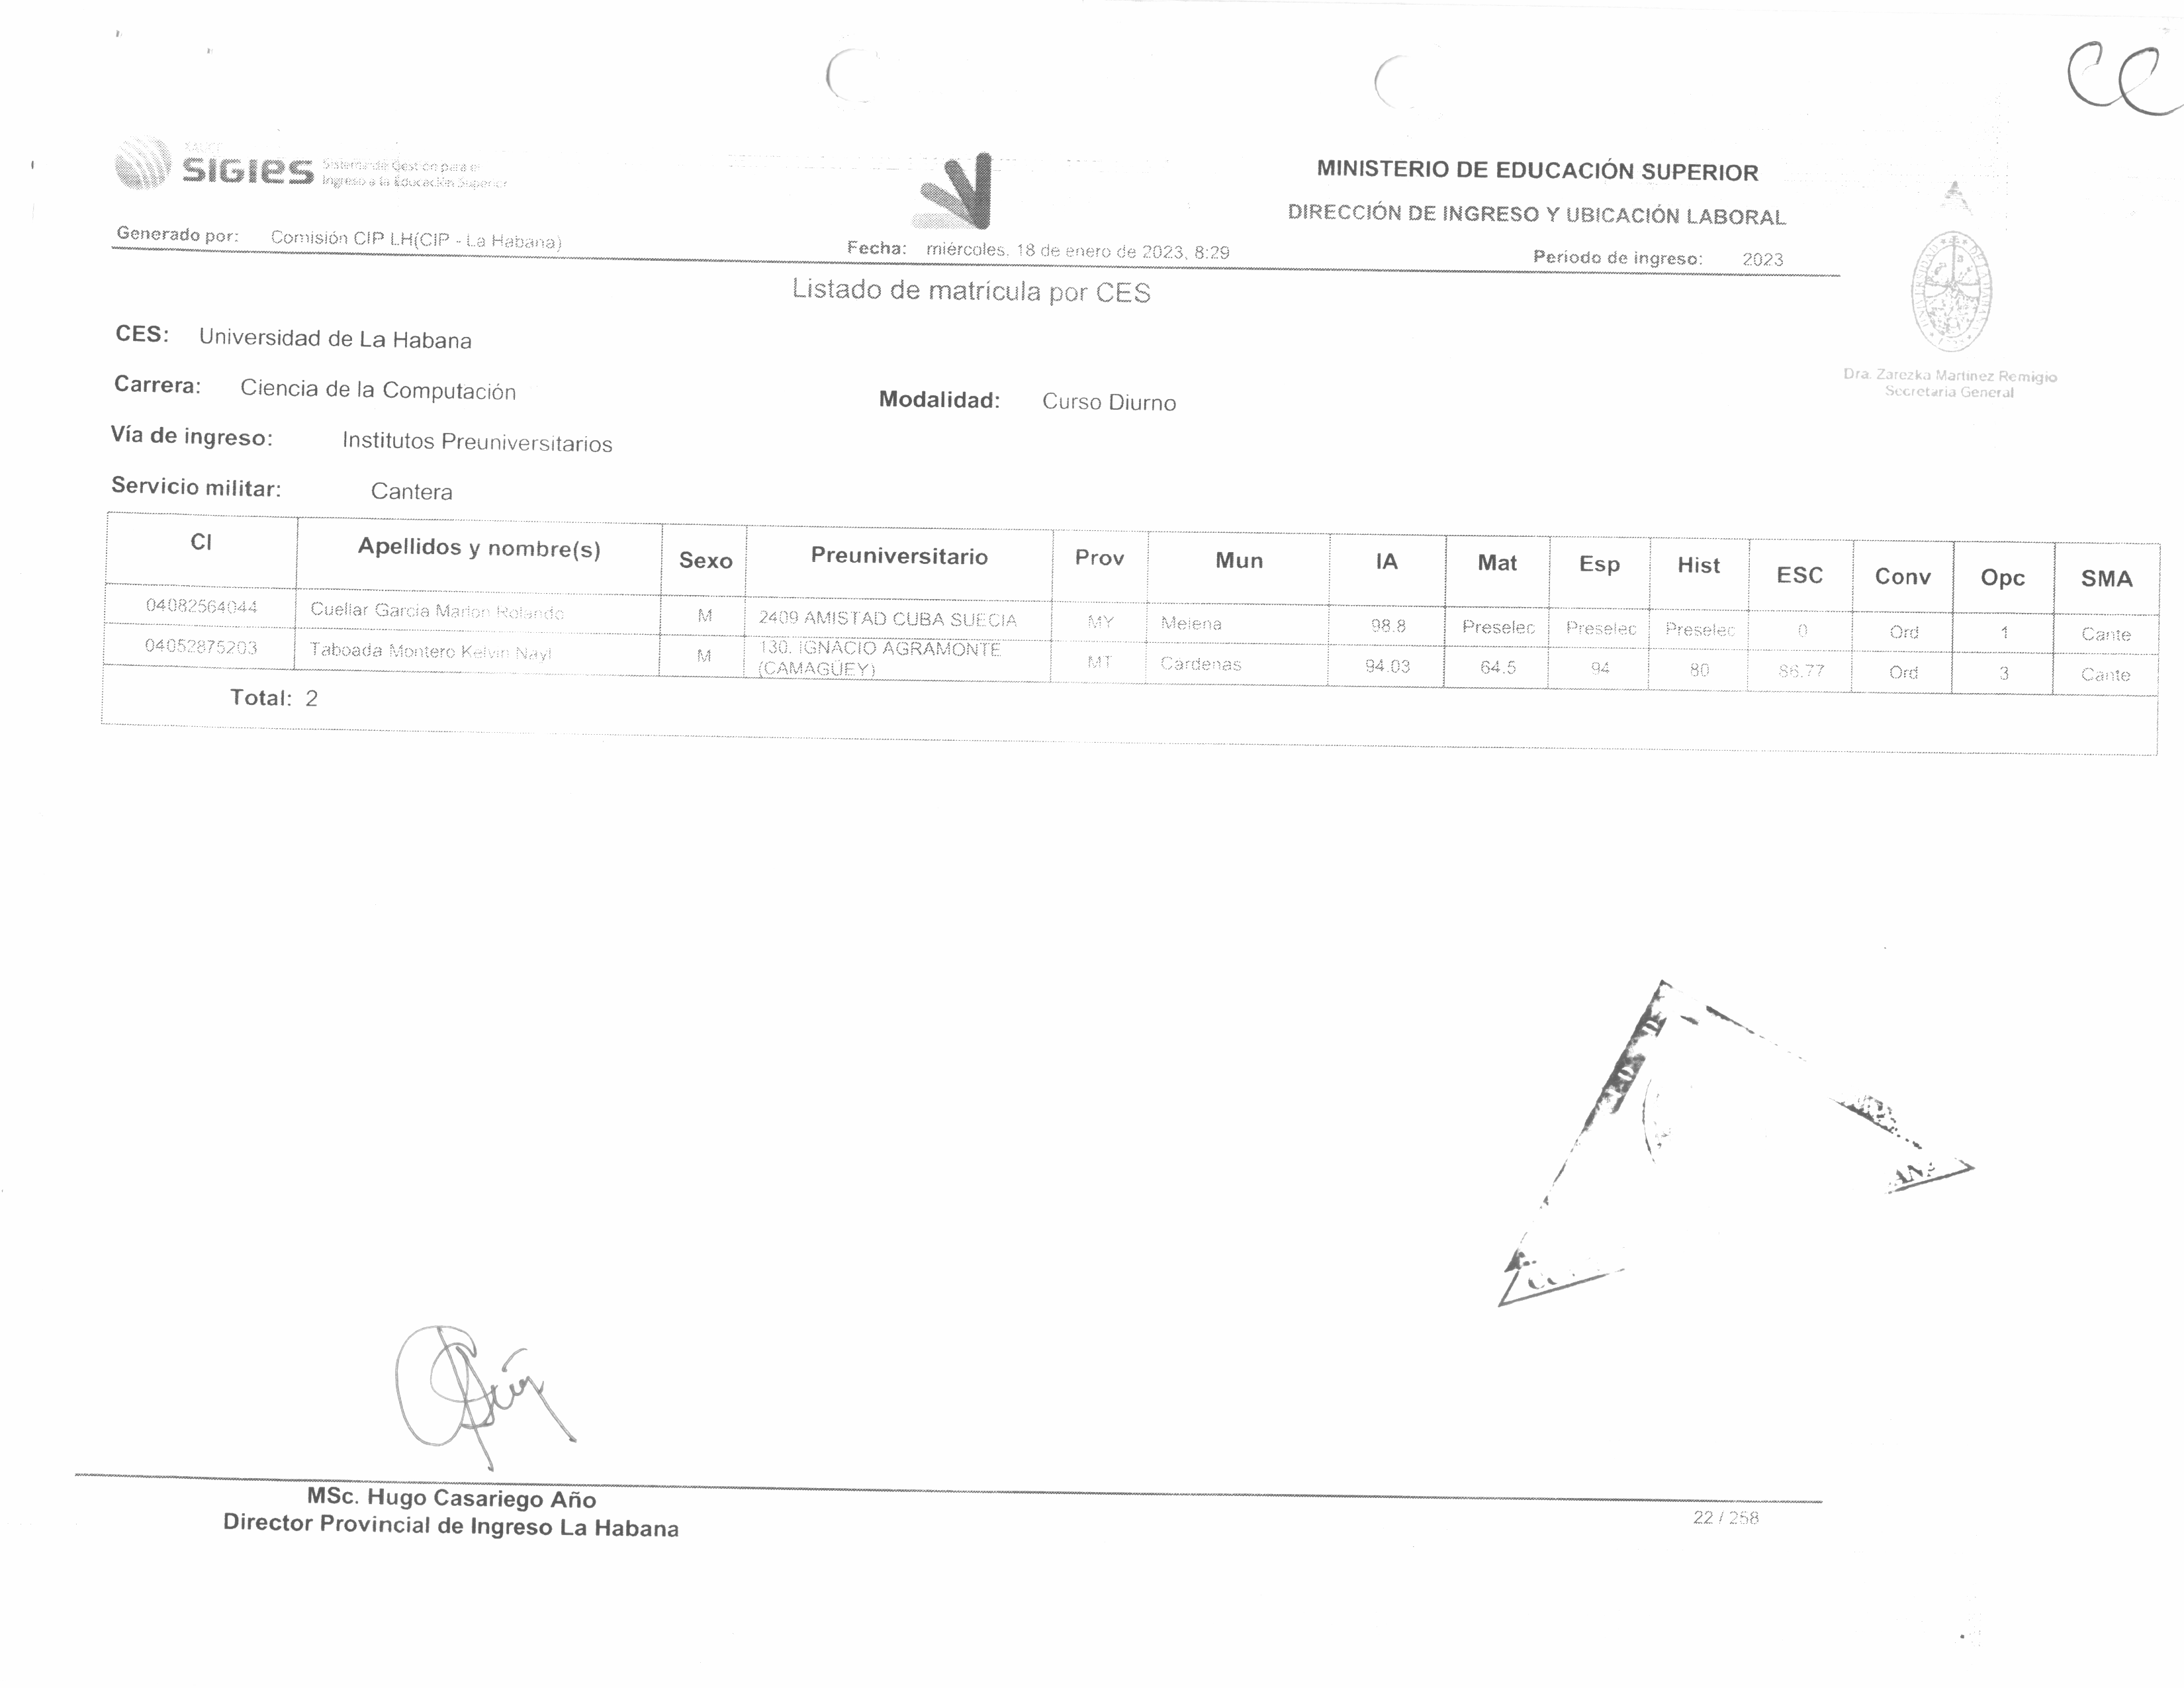 CC
XAUCE
SIGIES Sistema de Gestión para el
Ingreso a la Educación Superior
MINISTERIO DE EDUCACIÓN SUPERIOR
DIRECCIÓN DE INGRESO Y UBICACIÓN LABORAL
Generado por: Comisión CIP LH(CIP - La Habana)
Fecha: miércoles, 18 de enero de 2023, 8:29
Periodo de ingreso: 2023
Listado de matrícula por CES
CES: Universidad de La Habana
Dra. Zarezka Martínez Remigio
Secretaria General
Carrera: Ciencia de la Computación
Modalidad: Curso Diurno
Vía de ingreso: Institutos Preuniversitarios
Servicio militar: Cantera
CI Apellidos y nombre(s) Sexo Preuniversitario Prov Mun IA Mat Esp Hist ESC Conv Opc SMA
04082564044 Cuellar García Marlon Rolando M 2409 AMISTAD CUBA SUECIA MY Melena 98.8 Preselec Preselec Preselec 0 Ord 1 Cante
04052875203 Taboada Montero Kelvin Nayl M 130. IGNACIO AGRAMONTE (CAMAGÜEY) MT Cárdenas 94.03 64.5 94 80 86.77 Ord 3 Cante
Total: 2
MSc. Hugo Casariego Año
Director Provincial de Ingreso La Habana
22 / 258